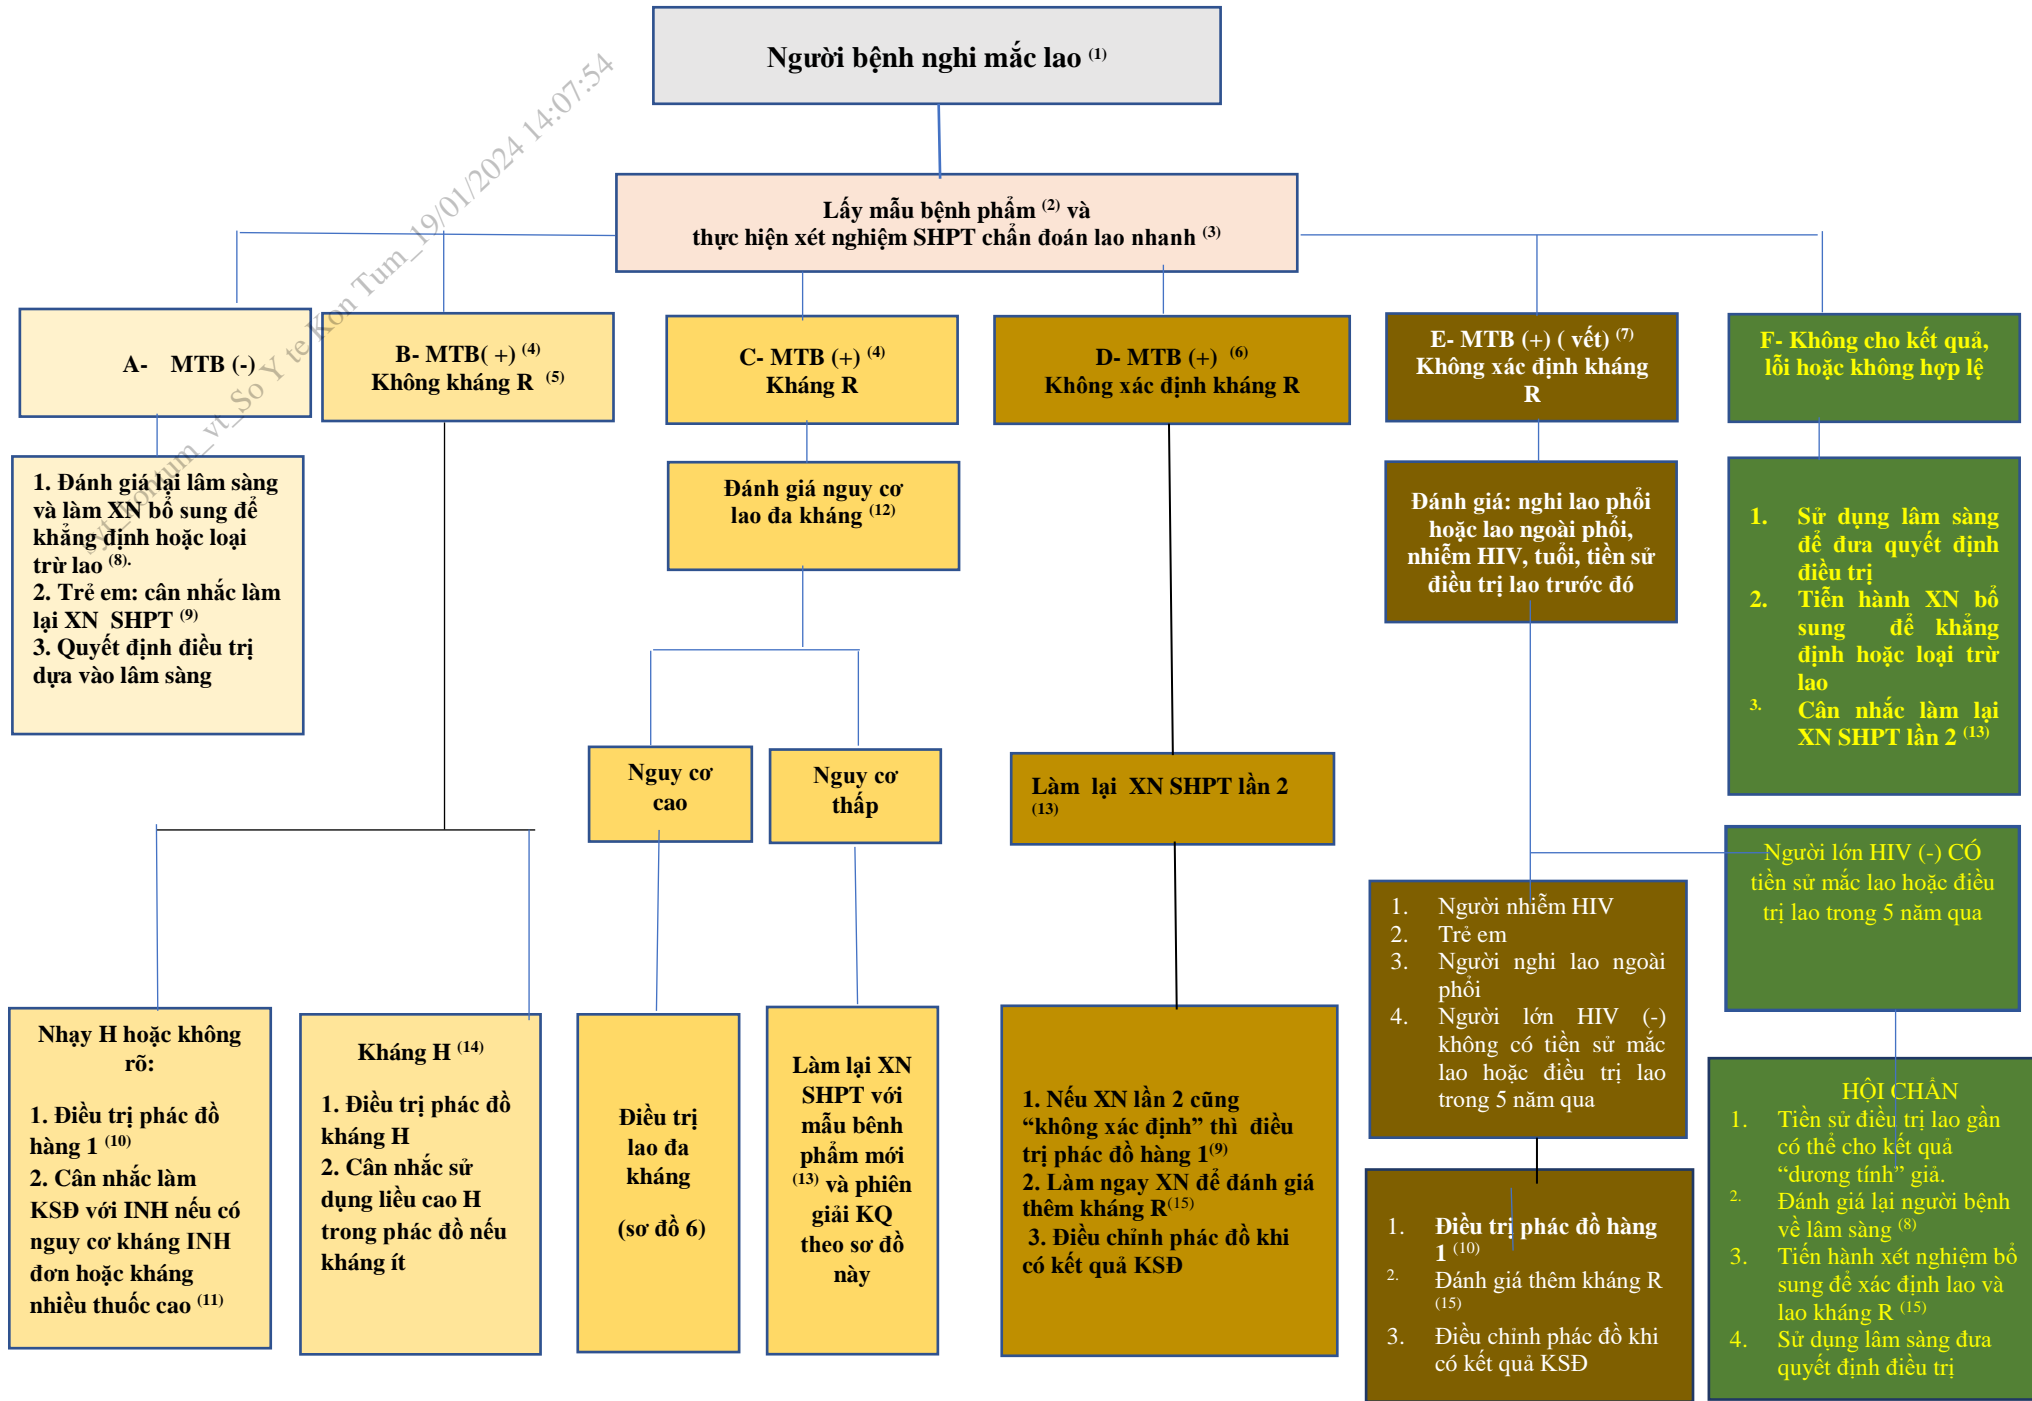 Người bệnh nghi mắc lao (1)
syt_kontum_vt_So Y te Kon Tum_19/01/2024 14:07:54
Lấy mẫu bệnh phẩm (2) và
thực hiện xét nghiệm SHPT chẩn đoán lao nhanh (3)
A- MTB (-)
B- MTB( +) (4)
Không kháng R (5)
C- MTB (+) (4)
Kháng R
D- MTB (+) (6)
Không xác định kháng R
E- MTB (+) ( vết) (7)
Không xác định kháng
R
F- Không cho kết quả,
lỗi hoặc không hợp lệ
1. Đánh giá lại lâm sàng
và làm XN bổ sung để
khẳng định hoặc loại
trừ lao (8).
2. Trẻ em: cân nhắc làm
lại XN SHPT (9)
3. Quyết định điều trị
dựa vào lâm sàng
Đánh giá nguy cơ
lao đa kháng (12)
Đánh giá: nghi lao phổi
hoặc lao ngoài phổi,
nhiễm HIV, tuổi, tiền sử
điều trị lao trước đó
1. Sử dụng lâm sàng
để đưa quyết định
điều trị
2. Tiễn hành XN bổ
sung để khẳng
định hoặc loại trừ
lao
3. Cân nhắc làm lại
XN SHPT lần 2 (13)
Nguy cơ
cao
Nguy cơ
thấp
Làm lại XN SHPT lần 2
(13)
Người lớn HIV (-) CÓ
tiền sử mắc lao hoặc điều
trị lao trong 5 năm qua
1. Người nhiễm HIV
2. Trẻ em
3. Người nghi lao ngoài
phổi
4. Người lớn HIV (-)
không có tiền sử mắc
lao hoặc điều trị lao
trong 5 năm qua
Nhạy H hoặc không
rõ:
1. Điều trị phác đồ
hàng 1 (10)
2. Cân nhắc làm
KSĐ với INH nếu có
nguy cơ kháng INH
đơn hoặc kháng
nhiều thuốc cao (11)
Kháng H (14)
1. Điều trị phác đồ
kháng H
2. Cân nhắc sử
dụng liều cao H
trong phác đồ nếu
kháng ít
Điều trị
lao đa
kháng
(sơ đồ 6)
Làm lại XN
SHPT với
mẫu bênh
phẩm mới
(13) và phiên
giải KQ
theo sơ đồ
này
1. Nếu XN lần 2 cũng
“không xác định” thì điều
trị phác đồ hàng 1(9)
2. Làm ngay XN để đánh giá
thêm kháng R(15)
3. Điều chỉnh phác đồ khi
có kết quả KSĐ
1. Điều trị phác đồ hàng
1 (10)
2. Đánh giá thêm kháng R
(15)
3. Điều chỉnh phác đồ khi
có kết quả KSĐ
HỘI CHẨN
1. Tiền sử điều trị lao gần
có thể cho kết quả
“dương tính” giả.
2. Đánh giá lại người bệnh
về lâm sàng (8)
3. Tiến hành xét nghiệm bổ
sung để xác định lao và
lao kháng R (15)
4. Sử dụng lâm sàng đưa
quyết định điều trị